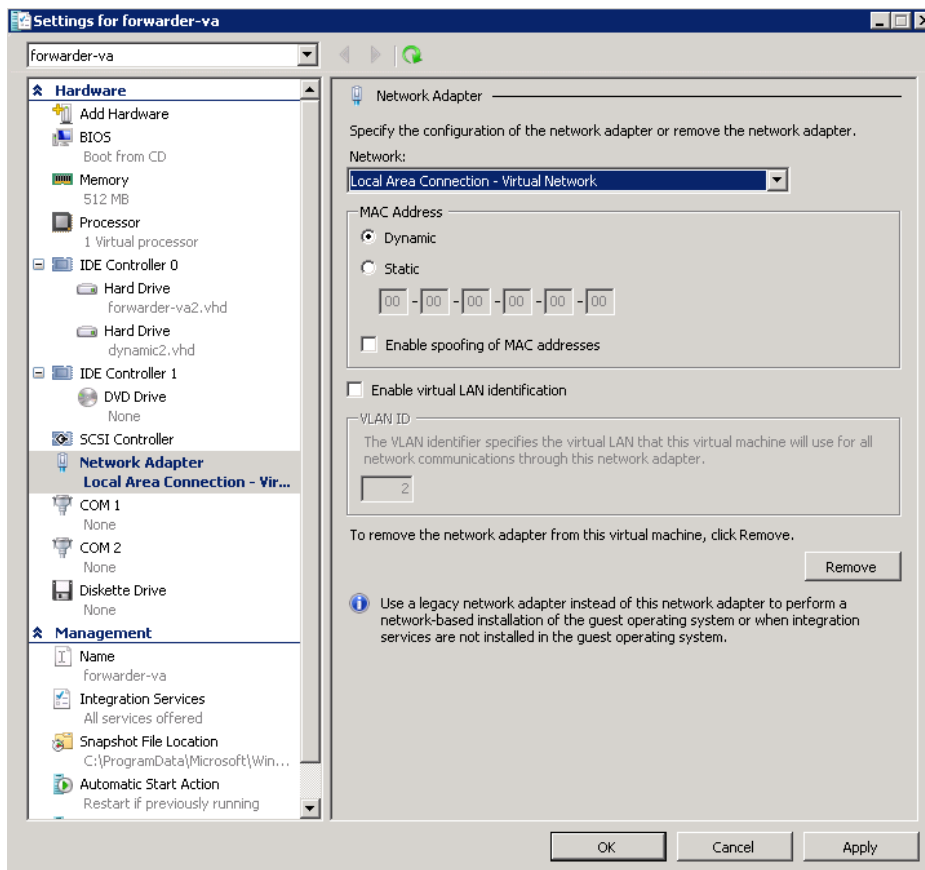 Settings for forwarder-va
forwarder-va
Hardware
Add Hardware
BIOS
Boot from CD
Memory
512 MB
Processor
1 Virtual processor
IDE Controller 0
Hard Drive
forwarder-va2.vhd
Hard Drive
dynamic2.vhd
IDE Controller 1
DVD Drive
None
SCSI Controller
Network Adapter
Local Area Connection - Vir...
COM 1
None
COM 2
None
Diskette Drive
None
Management
Name
forwarder-va
Integration Services
All services offered
Snapshot File Location
C:\ProgramData\Microsoft\Win...
Automatic Start Action
Restart if previously running
Network Adapter
Specify the configuration of the network adapter or remove the network adapter.
Network:
Local Area Connection - Virtual Network
MAC Address
Dynamic
Static
00 - 00 - 00 - 00 - 00 - 00
Enable spoofing of MAC addresses
Enable virtual LAN identification
VLAN ID
The VLAN identifier specifies the virtual LAN that this virtual machine will use for all
network communications through this network adapter.
2
To remove the network adapter from this virtual machine, click Remove.
Remove
Use a legacy network adapter instead of this network adapter to perform a
network-based installation of the guest operating system or when integration
services are not installed in the guest operating system.
OK
Cancel
Apply